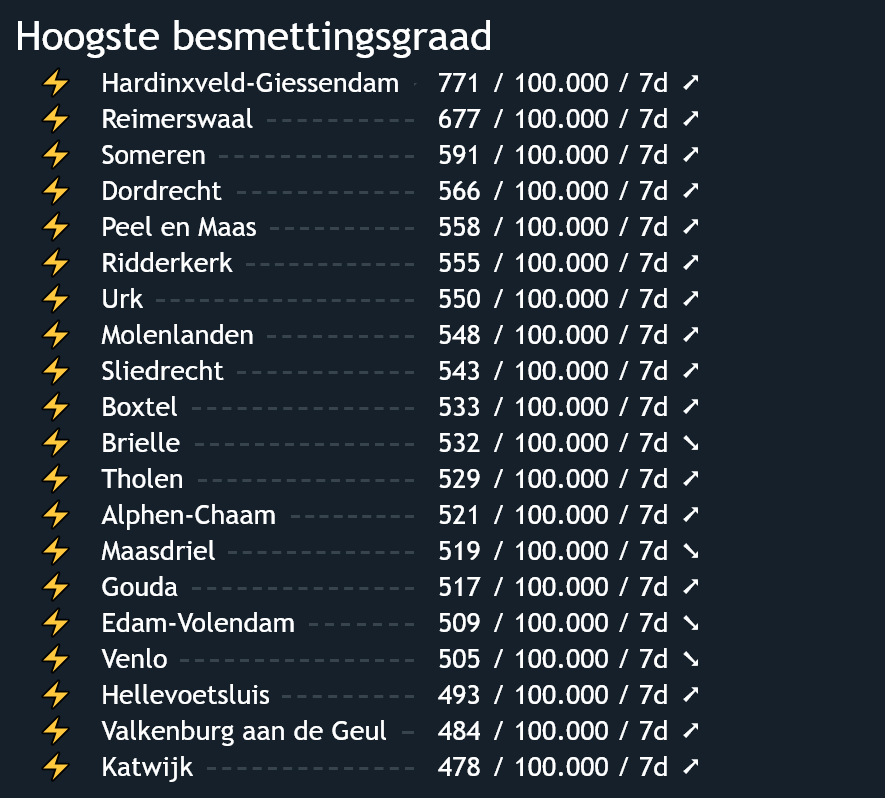 Hoogste besmettingsgraad
⚡ Hardinxveld-Giessendam - 771 / 100.000 / 7d ➚
⚡ Reimerswaal ---------- 677 / 100.000 / 7d ➚
⚡ Someren ------------- 591 / 100.000 / 7d ➚
⚡ Dordrecht ------------ 566 / 100.000 / 7d ➚
⚡ Peel en Maas ---------- 558 / 100.000 / 7d ➚
⚡ Ridderkerk ----------- 555 / 100.000 / 7d ➚
⚡ Urk ----------------- 550 / 100.000 / 7d ➚
⚡ Molenlanden ---------- 548 / 100.000 / 7d ➚
⚡ Sliedrecht ------------ 543 / 100.000 / 7d ➚
⚡ Boxtel --------------- 533 / 100.000 / 7d ➚
⚡ Brielle --------------- 532 / 100.000 / 7d ➘
⚡ Tholen -------------- 529 / 100.000 / 7d ➚
⚡ Alphen-Chaam -------- 521 / 100.000 / 7d ➚
⚡ Maasdriel ------------ 519 / 100.000 / 7d ➘
⚡ Gouda --------------- 517 / 100.000 / 7d ➚
⚡ Edam-Volendam ------- 509 / 100.000 / 7d ➘
⚡ Venlo ---------------- 505 / 100.000 / 7d ➘
⚡ Hellevoetsluis --------- 493 / 100.000 / 7d ➚
⚡ Valkenburg aan de Geul - 484 / 100.000 / 7d ➚
⚡ Katwijk -------------- 478 / 100.000 / 7d ➚